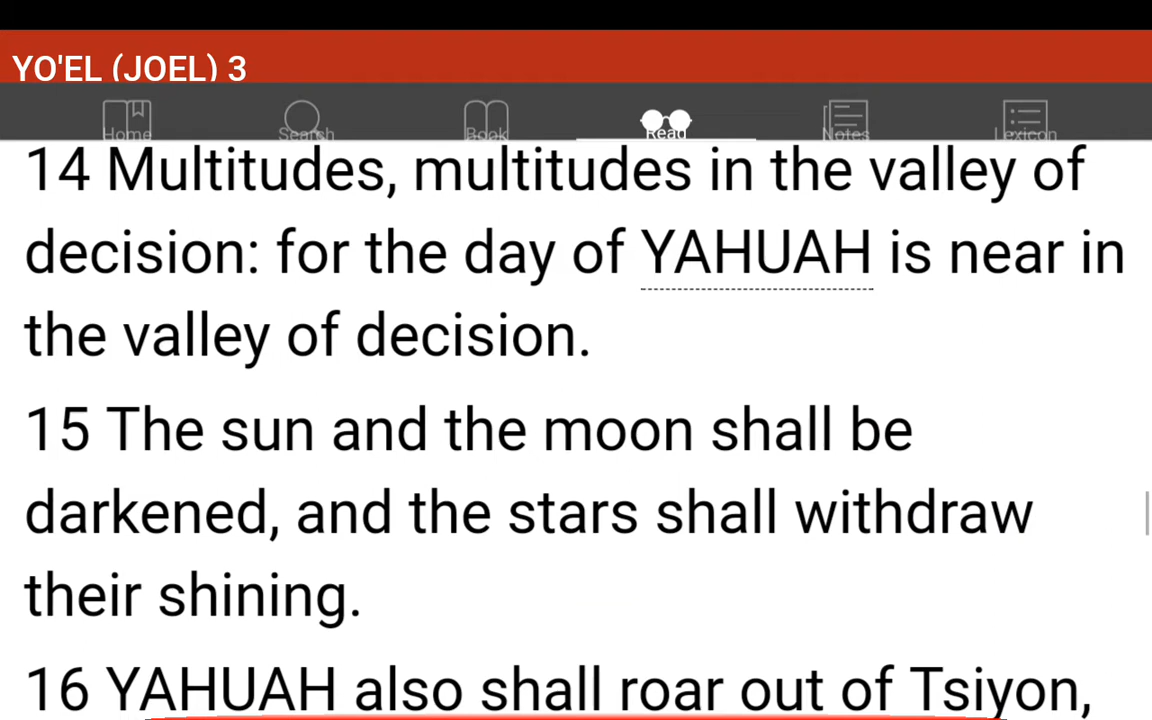 YO'EL (JOEL) 3
Home Search Book Read Notes Lexicon
14 Multitudes, multitudes in the valley of
decision: for the day of YAHUAH is near in
the valley of decision.
15 The sun and the moon shall be
darkened, and the stars shall withdraw
their shining.
16 YAHUAH also shall roar out of Tsiyon,